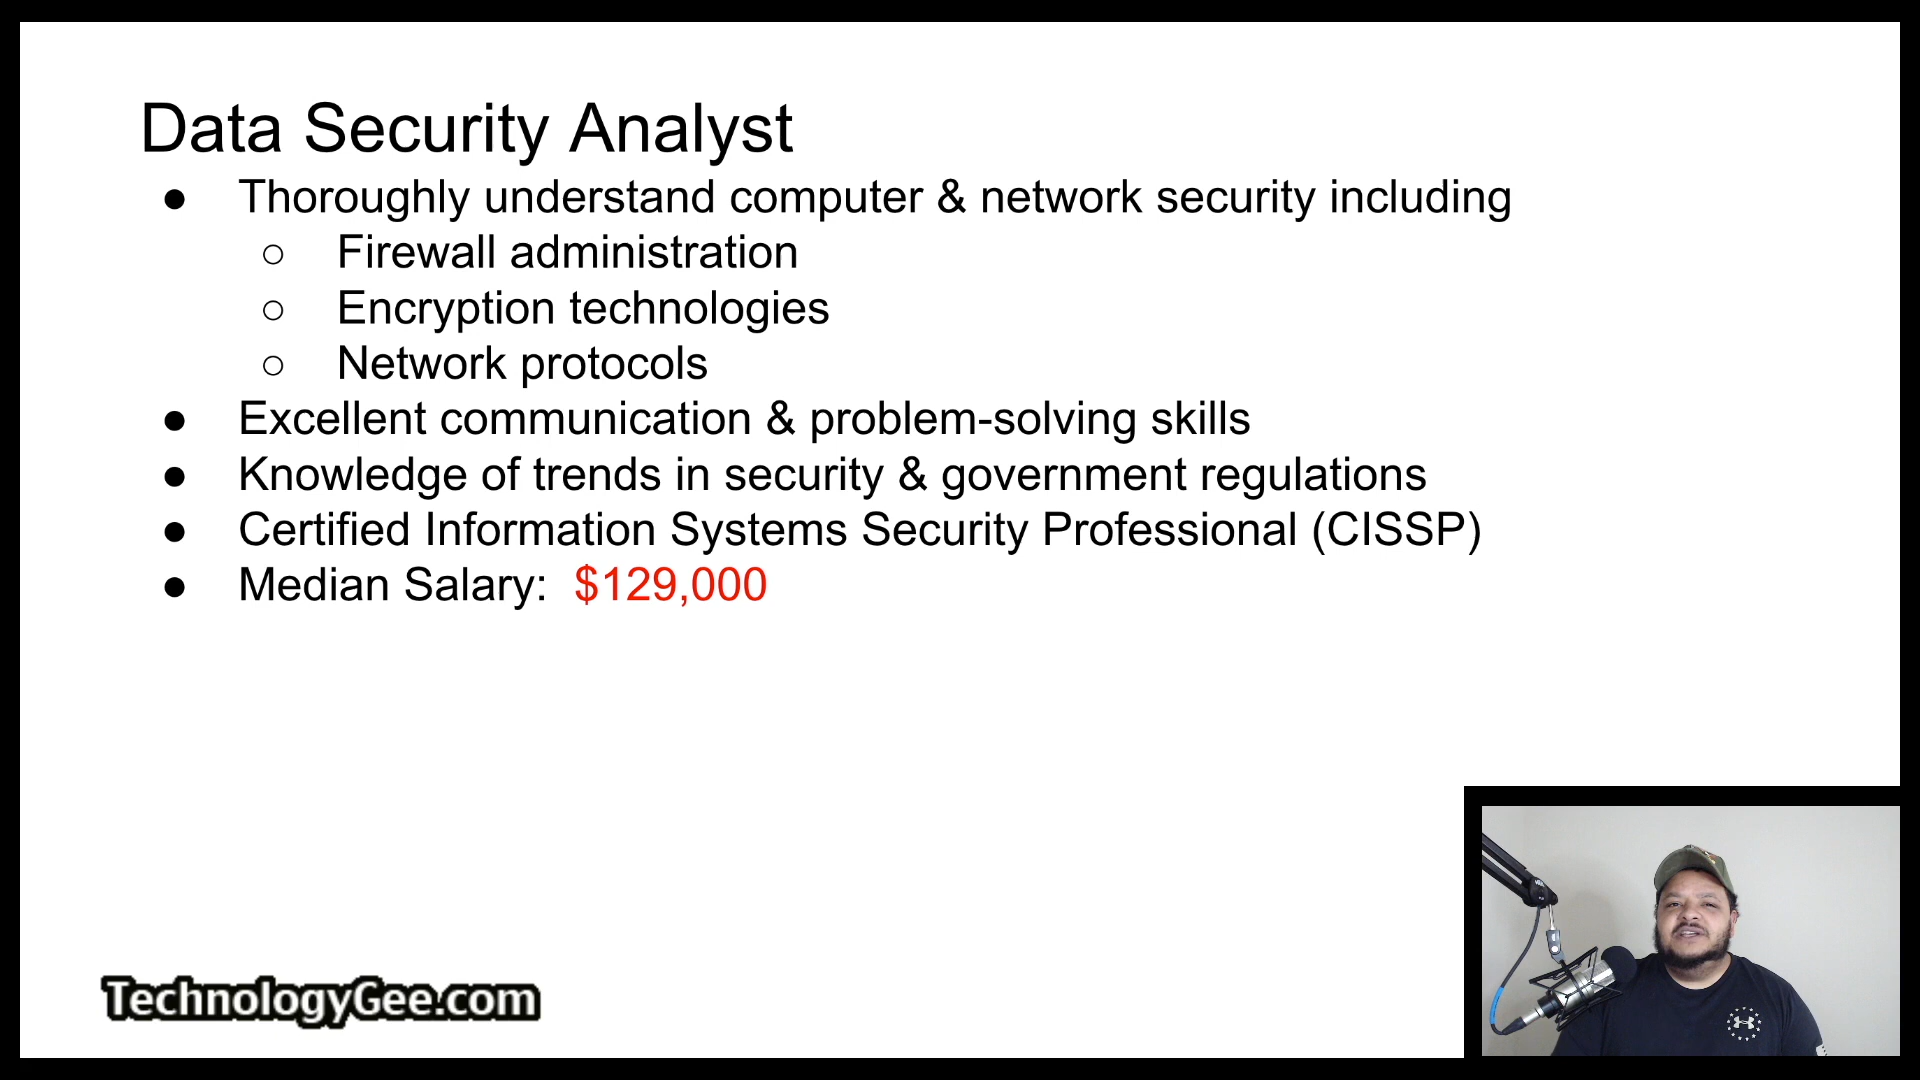 Data Security Analyst
● Thoroughly understand computer & network security including
○ Firewall administration
○ Encryption technologies
○ Network protocols
● Excellent communication & problem-solving skills
● Knowledge of trends in security & government regulations
● Certified Information Systems Security Professional (CISSP)
● Median Salary: $129,000
TechnologyGee.com